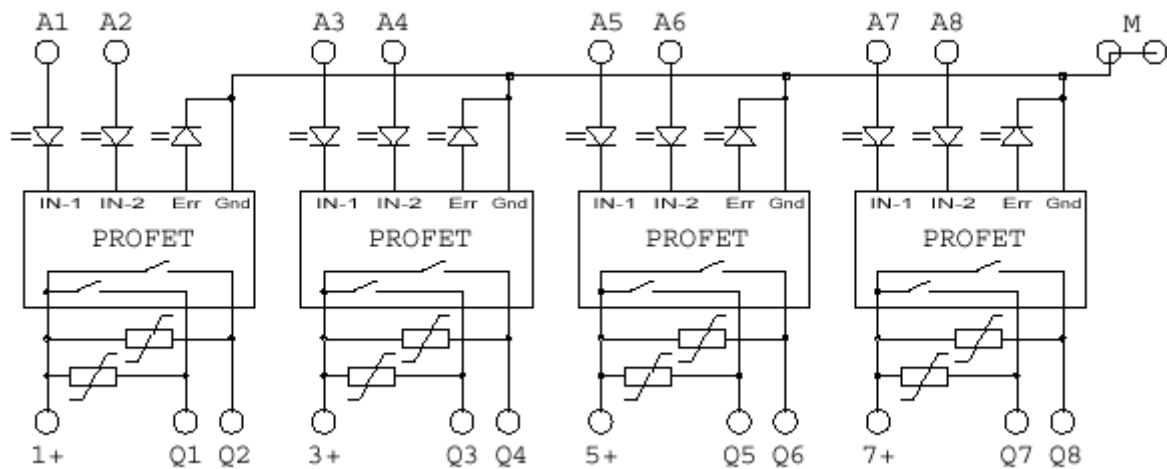 A1 A2 A3 A4 A5 A6 A7 A8 M
IN-1 IN-2 Err Gnd IN-1 IN-2 Err Gnd IN-1 IN-2 Err Gnd IN-1 IN-2 Err Gnd
PROFET PROFET PROFET PROFET
1+ Q1 Q2 3+ Q3 Q4 5+ Q5 Q6 7+ Q7 Q8